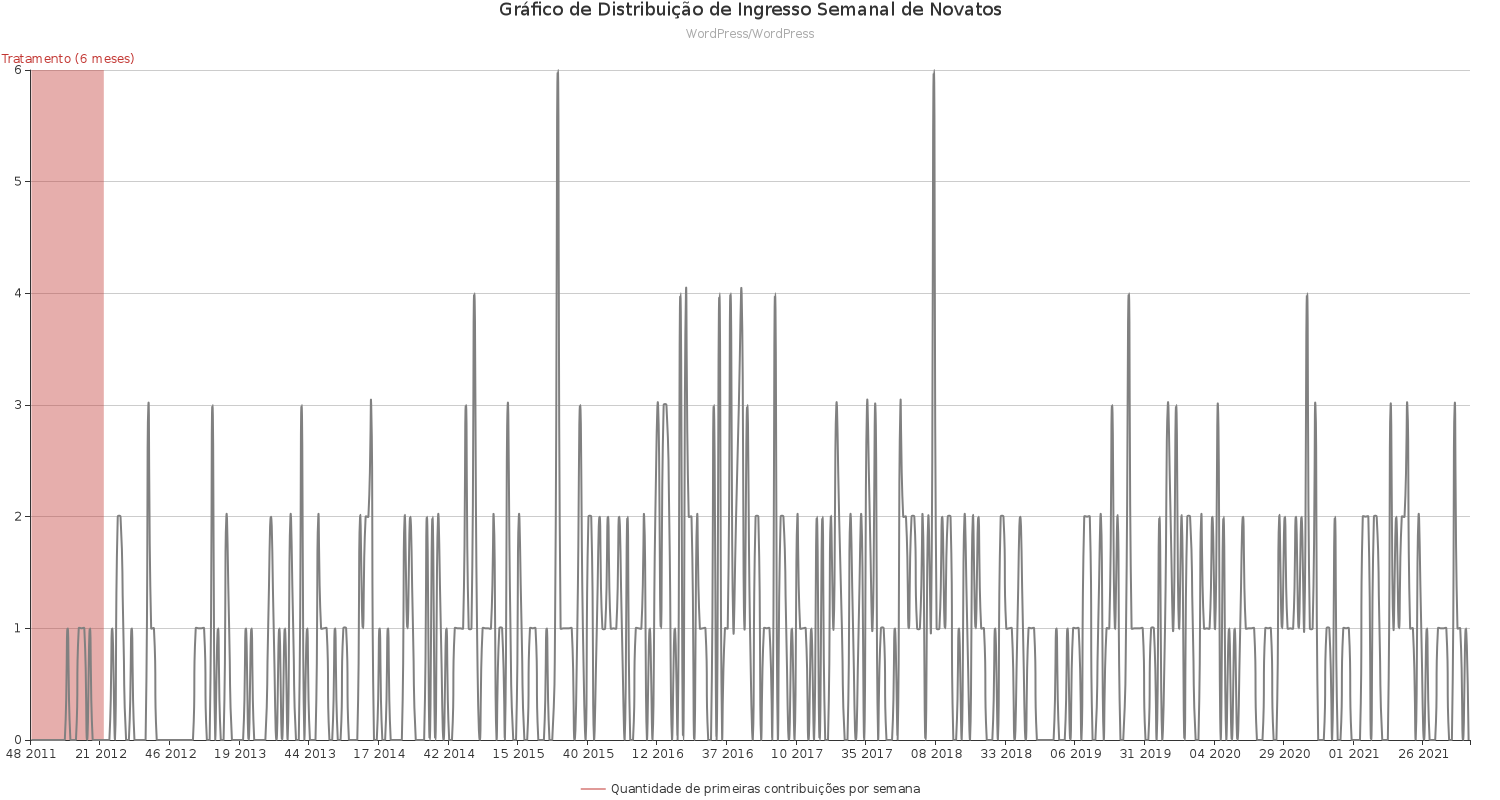 Gráfico de Distribuição de Ingresso Semanal de Novatos
WordPress/WordPress
Tratamento (6 meses)
6
5
4
3
2
1
0
48 2011 21 2012 46 2012 19 2013 44 2013 17 2014 42 2014 15 2015 40 2015 12 2016 37 2016 10 2017 35 2017 08 2018 33 2018 06 2019 31 2019 04 2020 29 2020 01 2021 26 2021
Quantidade de primeiras contribuições por semana